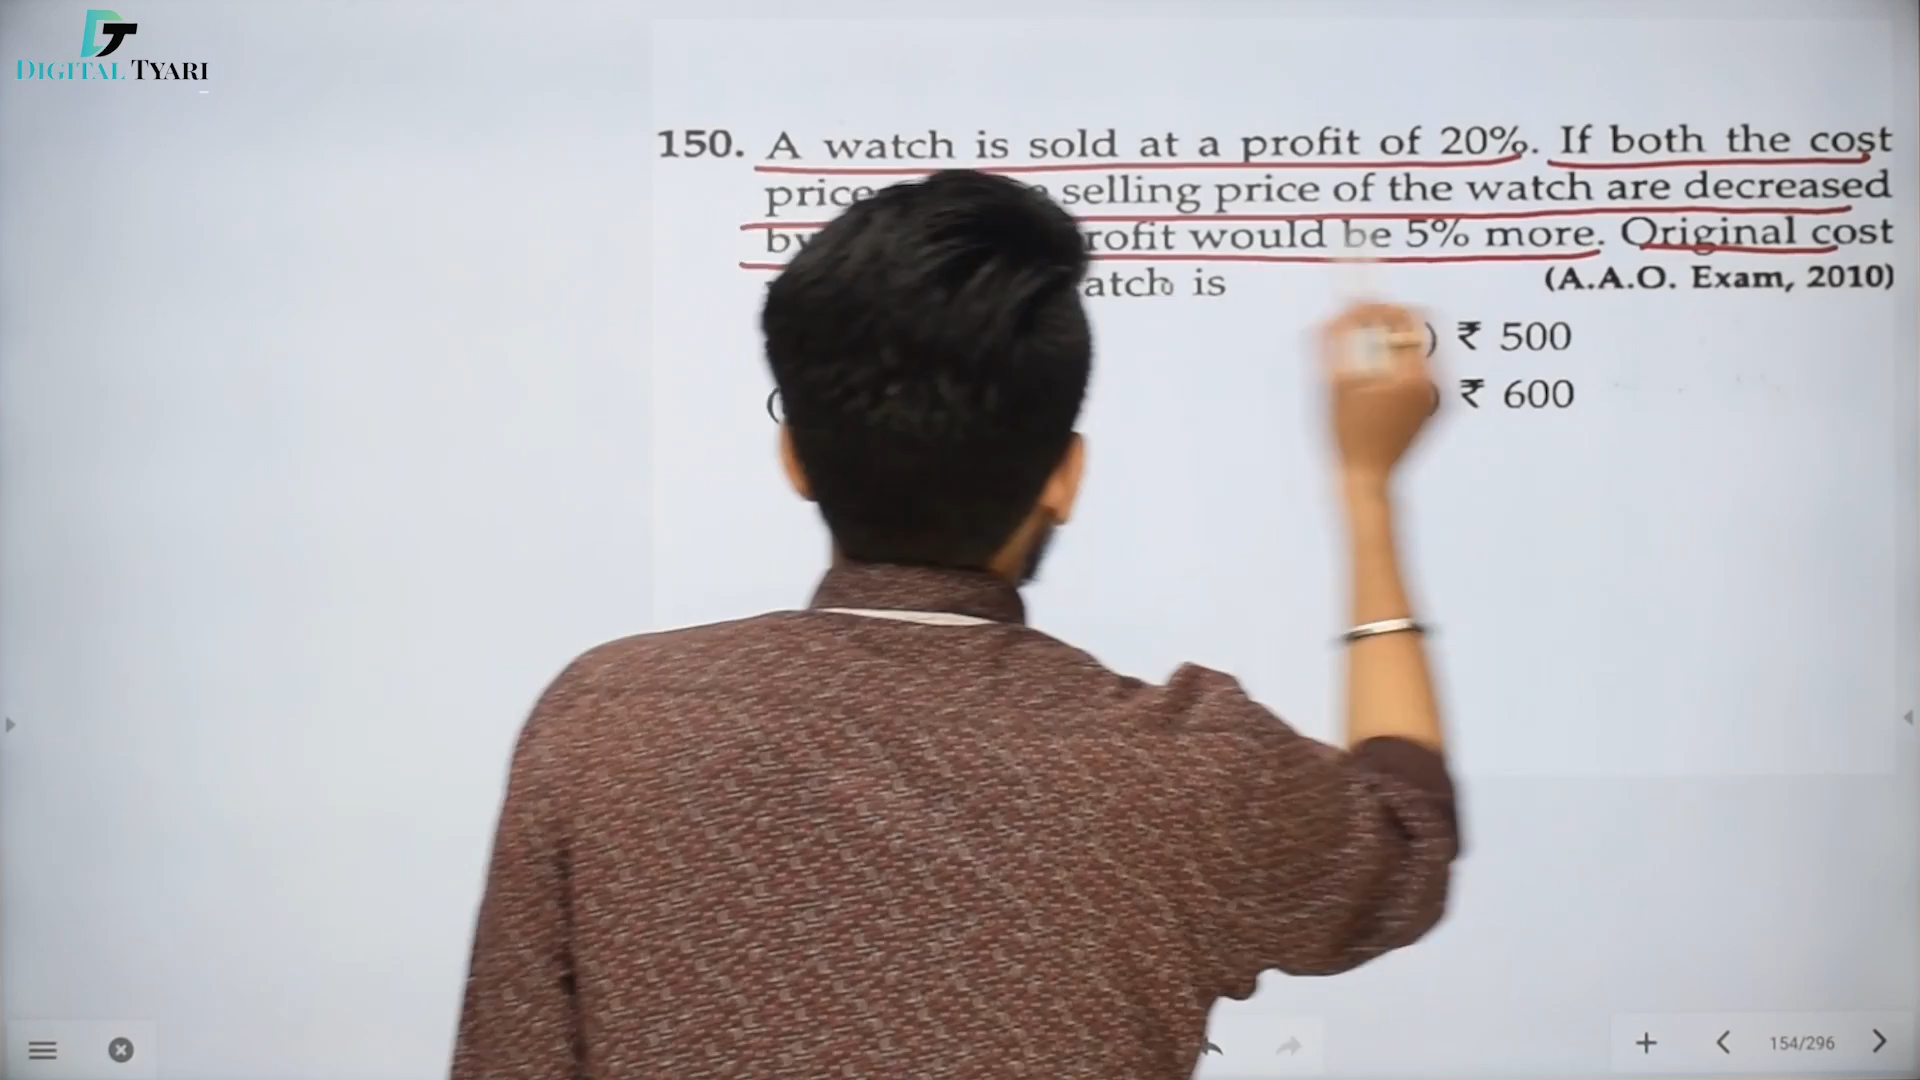 DIGITAL TYARI
150. A watch is sold at a profit of 20%. If both the cost
price selling price of the watch are decreased
by rofit would be 5% more. Original cost
atch is (A.A.O. Exam, 2010)
) ₹ 500
) ₹ 600
154/296